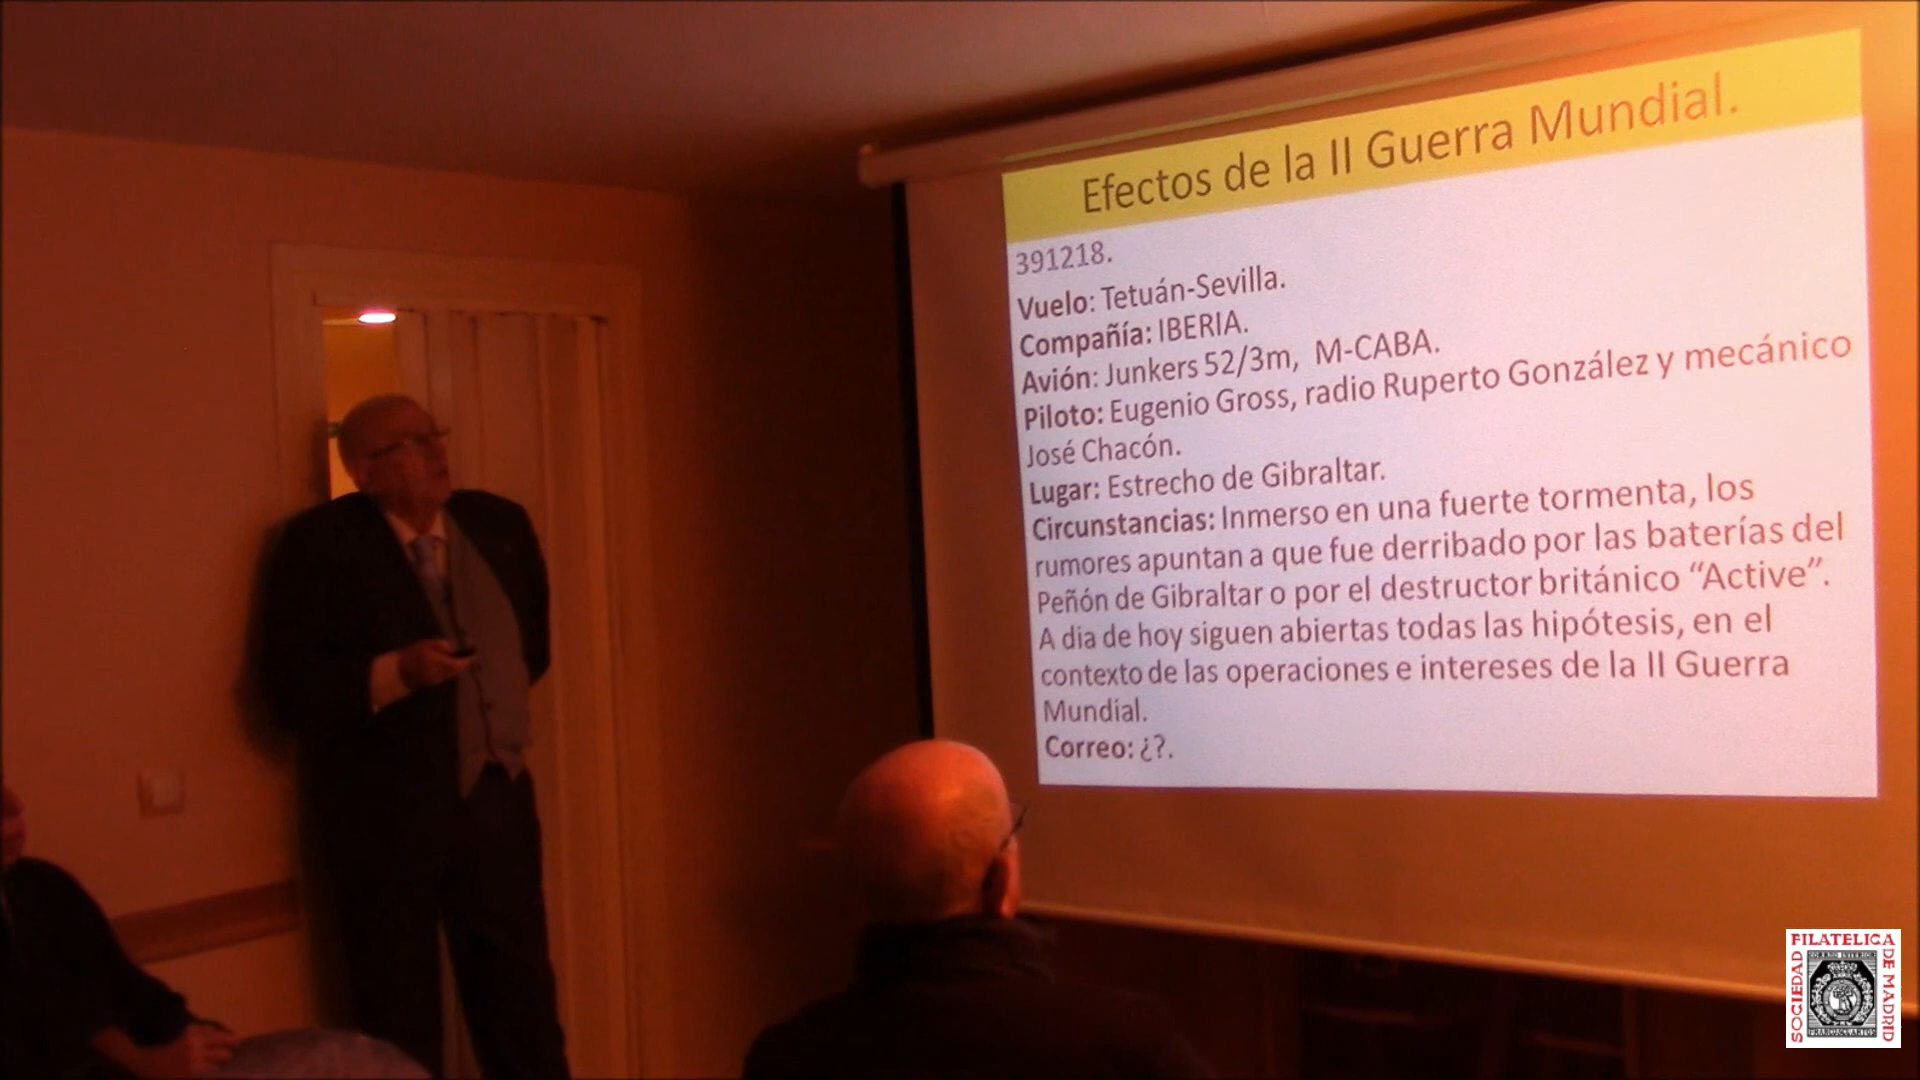 Efectos de la II Guerra Mundial.
391218.
Vuelo: Tetuán-Sevilla.
Compañía: IBERIA.
Avión: Junkers 52/3m, M-CABA.
Piloto: Eugenio Gross, radio Ruperto González y mecánico
José Chacón.
Lugar: Estrecho de Gibraltar.
Circunstancias: Inmerso en una fuerte tormenta, los
rumores apuntan a que fue derribado por las baterías del
Peñón de Gibraltar o por el destructor británico “Active”.
A dia de hoy siguen abiertas todas las hipótesis, en el
contexto de las operaciones e intereses de la II Guerra
Mundial.
Correo: ¿?.
SOCIEDAD
FILATELICA
DE MADRID
CORREO INTERIOR
FRANCO CUARTOS